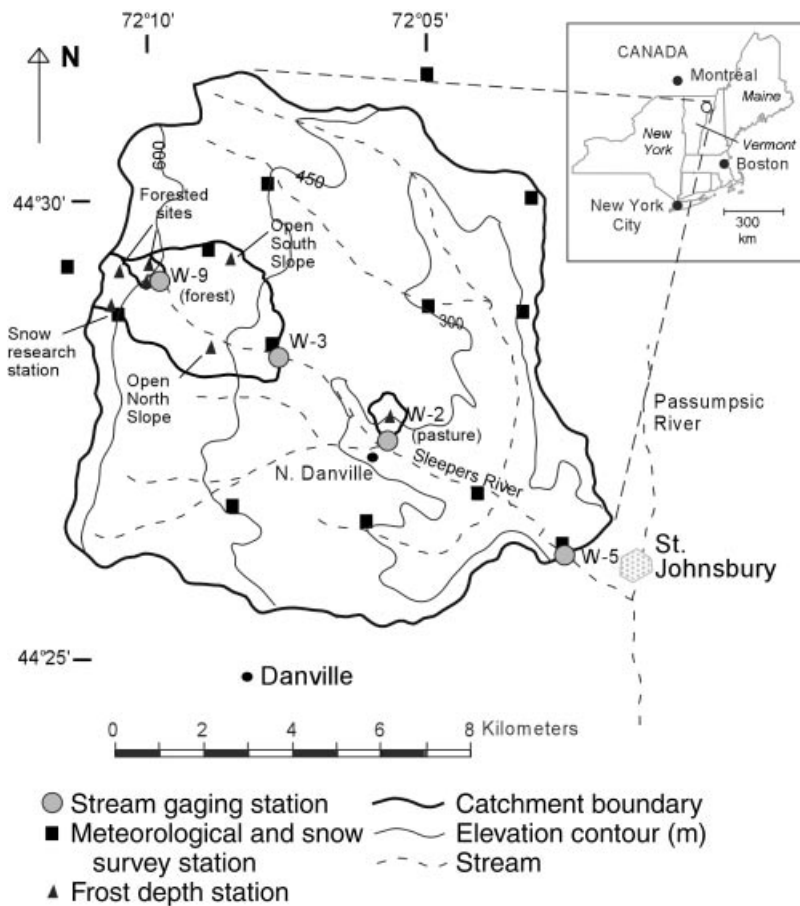 72°10'
72°05'
N
CANADA
Montréal
Maine
New
York
Vermont
Boston
New York
City
300
km
600
450
44°30'
Forested
sites
Open
South
Slope
W-9
(forest)
300
Snow
research
station
W-3
Open
North
Slope
W-2
(pasture)
Passumpsic
River
N. Danville
Sleepers River
W-5
St.
Johnsbury
44°25'
Danville
0 2 4 6 8 Kilometers
Stream gaging station
Meteorological and snow
survey station
Frost depth station
Catchment boundary
Elevation contour (m)
Stream